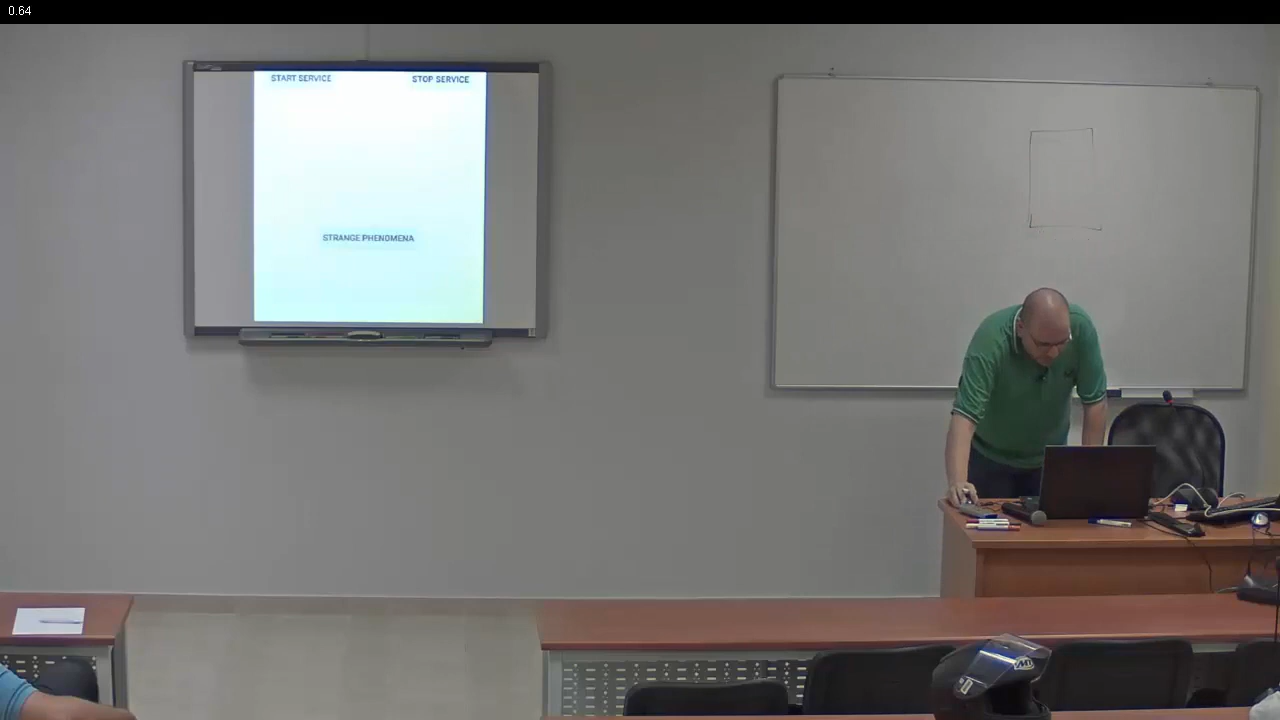 0.64
START SERVICE
STOP SERVICE
STRANGE PHENOMENA